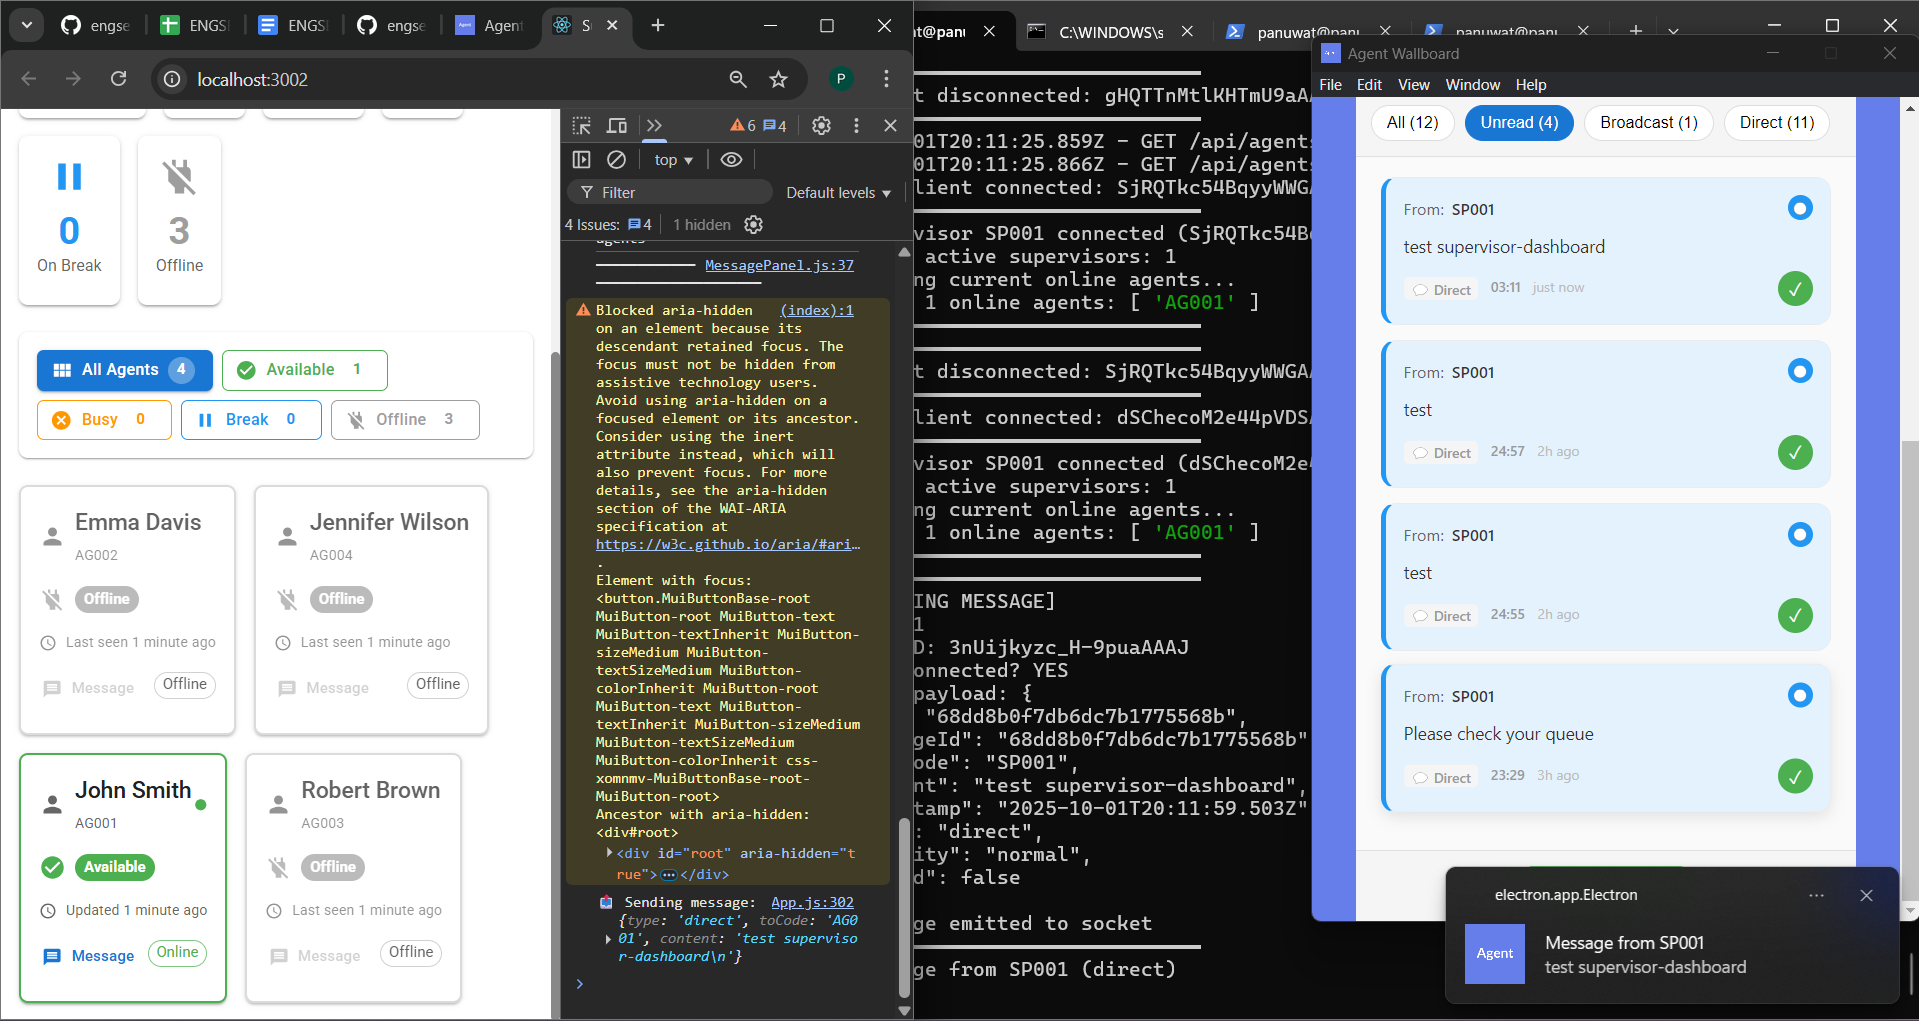 engse
ENGS
ENGS
engse
Agent
S
localhost:3002
P
0
On Break
3
Offline
All Agents 4
Available 1
Busy 0
Break 0
Offline 3
Emma Davis
AG002
Offline
Last seen 1 minute ago
Message
Offline
Jennifer Wilson
AG004
Offline
Last seen 1 minute ago
Message
Offline
John Smith
AG001
Available
Updated 1 minute ago
Message
Online
Robert Brown
AG003
Offline
Last seen 1 minute ago
Message
Offline
6 4
top
Filter
Default levels
4 Issues: 4
1 hidden
agents
MessagePanel.js:37
Blocked aria-hidden (index):1
on an element because its
descendant retained focus. The
focus must not be hidden from
assistive technology users.
Avoid using aria-hidden on a
focused element or its ancestor.
Consider using the inert
attribute instead, which will
also prevent focus. For more
details, see the aria-hidden
section of the WAI-ARIA
specification at
https://w3c.github.io/aria/#ari…
.
Element with focus:
<button.MuiButtonBase-root
MuiButton-root MuiButton-text
MuiButton-textInherit MuiButton-
sizeMedium MuiButton-
textSizeMedium MuiButton-
colorInherit MuiButton-root
MuiButton-text MuiButton-
textInherit MuiButton-sizeMedium
MuiButton-textSizeMedium
MuiButton-colorInherit css-
xomnmv-MuiButtonBase-root-
MuiButton-root>
Ancestor with aria-hidden:
<div#root>
<div id="root" aria-hidden="t
rue">…</div>
Sending message: App.js:302
{type: 'direct', toCode: 'AG0
01', content: 'test superviso
r-dashboard\n'}
at@panu
C:\WINDOWS\s
panuwat@panu
panuwat@panu
t disconnected: gHQTTnMtlKHTmU9aA
01T20:11:25.859Z - GET /api/agents
01T20:11:25.866Z - GET /api/agents
lient connected: SjRQTkc54BqyyWWGA
visor SP001 connected (SjRQTkc54B
active supervisors: 1
ng current online agents...
1 online agents: [ 'AG001' ]
t disconnected: SjRQTkc54BqyyWWGA
lient connected: dSChecoM2e44pVDS
visor SP001 connected (dSChecoM2e4
active supervisors: 1
ng current online agents...
1 online agents: [ 'AG001' ]
ING MESSAGE]
1
D: 3nUijkyzc_H-9puaAAAJ
onnected? YES
payload: {
"68dd8b0f7db6dc7b1775568b",
geId": "68dd8b0f7db6dc7b1775568b"
ode": "SP001",
nt": "test supervisor-dashboard",
tamp": "2025-10-01T20:11:59.503Z"
: "direct",
ity": "normal",
d": false
ge emitted to socket
ge from SP001 (direct)
Agent Wallboard
File Edit View Window Help
All (12)
Unread (4)
Broadcast (1)
Direct (11)
From: SP001
test supervisor-dashboard
Direct 03:11 just now
From: SP001
test
Direct 24:57 2h ago
From: SP001
test
Direct 24:55 2h ago
From: SP001
Please check your queue
Direct 23:29 3h ago
electron.app.Electron
Agent
Message from SP001
test supervisor-dashboard